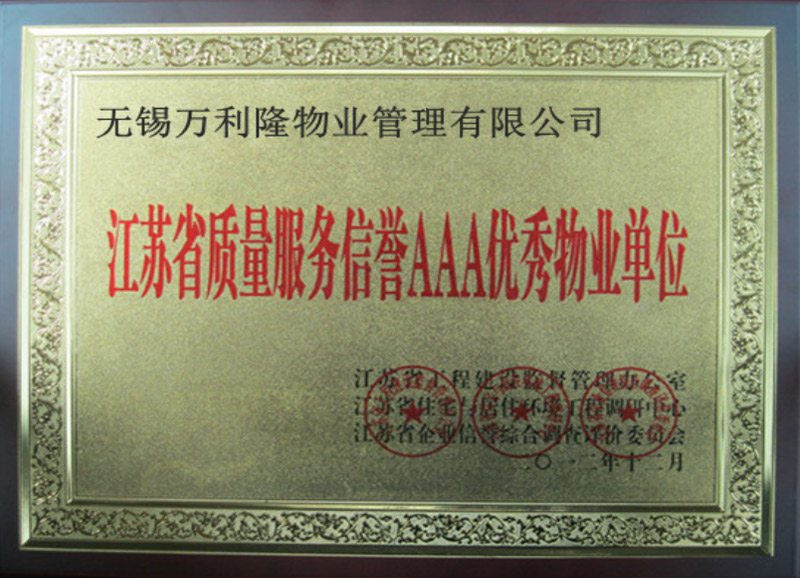 无锡万利隆物业管理有限公司
江苏省质量服务信誉AAA优秀物业单位
江苏省工程建设监督管理办公室
江苏省住宅与居住环境工程调研中心
江苏省企业信誉综合调查评价委员会
二〇一二年十二月